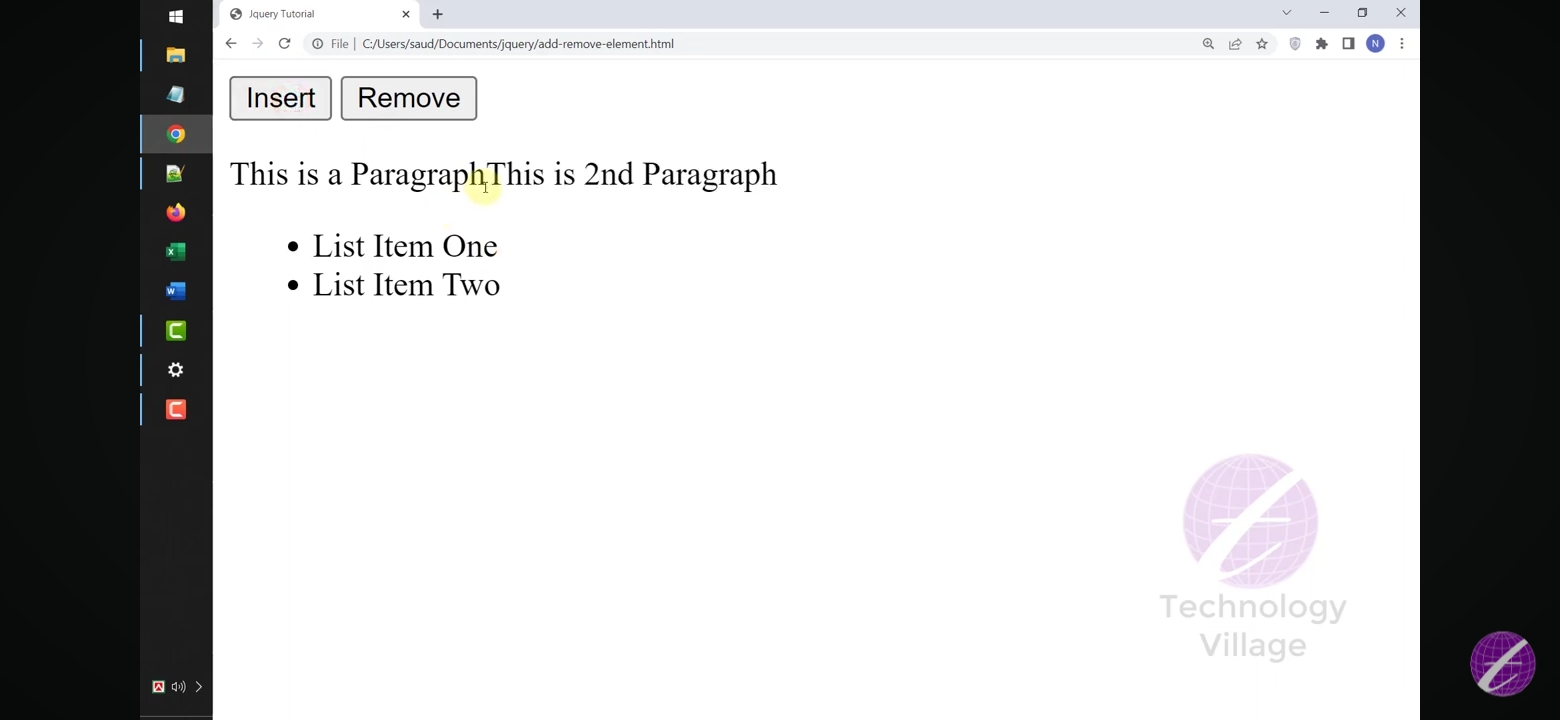 Jquery Tutorial
File C:/Users/saud/Documents/jquery/add-remove-element.html
N
Insert Remove
This is a ParagraphThis is 2nd Paragraph
List Item One
List Item Two
Technology
Village